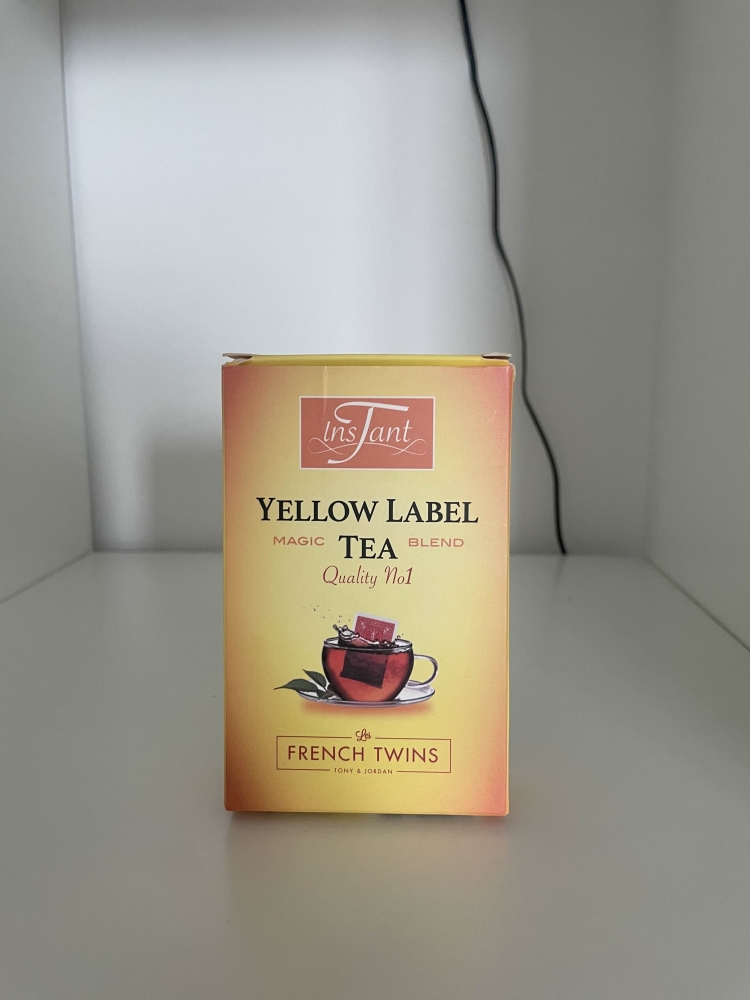 InsTant
YELLOW LABEL
MAGIC TEA BLEND
Quality No1
Les
FRENCH TWINS
TONY & JORDAN